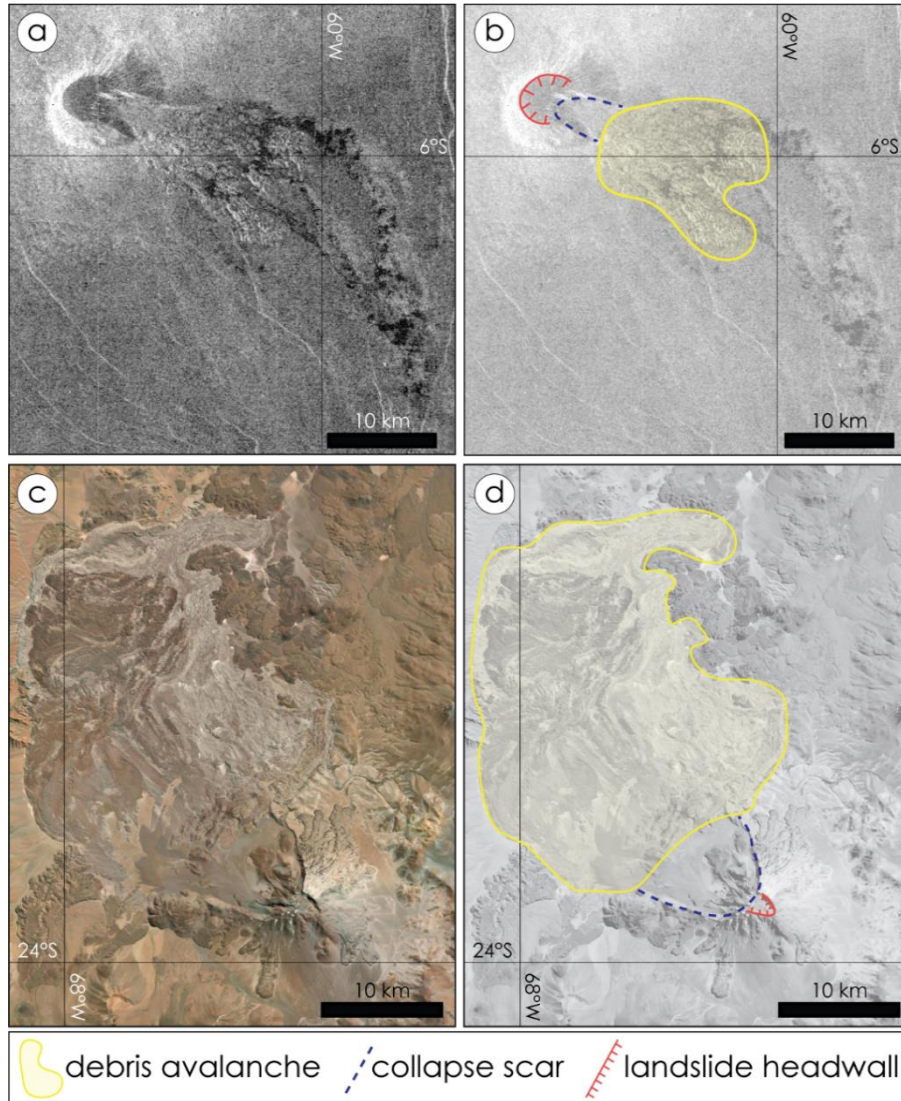 a
60°W
6°S
10 km
b
60°W
6°S
10 km
c
24°S
68°W
10 km
d
68°W
24°S
10 km
debris avalanche
collapse scar
landslide headwall